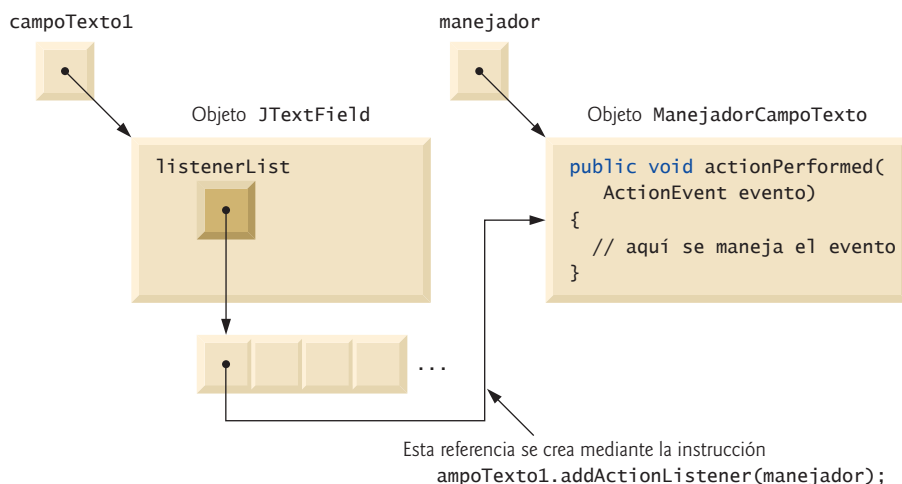 campoTexto1
manejador
Objeto JTextField
Objeto ManejadorCampoTexto
listenerList
public void actionPerformed(
ActionEvent evento)
{
// aquí se maneja el evento
}
...
Esta referencia se crea mediante la instrucción
ampoTexto1.addActionListener(manejador);